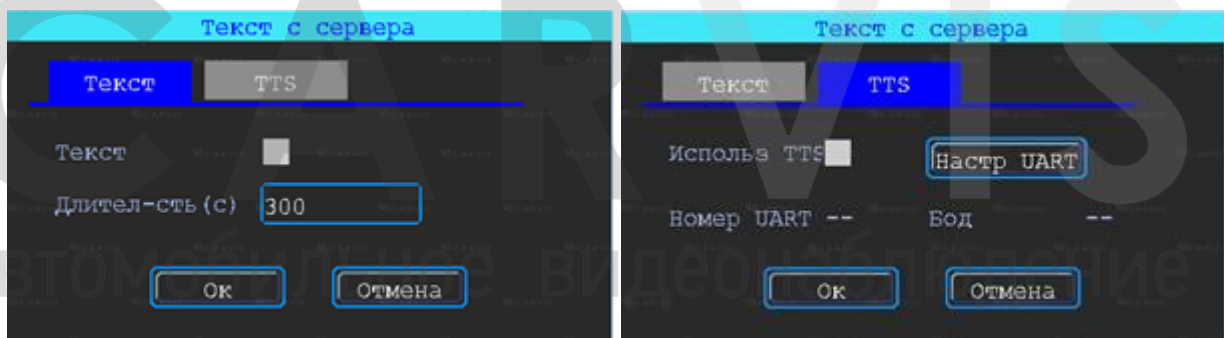 Текст с сервера
Текст TTS
Текст
Длител-сть(с) 300
Ок Отмена
Текст с сервера
Текст TTS
Использ TTS Настр UART
Номер UART -- Бод --
Ок Отмена
CARVIS
автомобильное видеонаблюдение